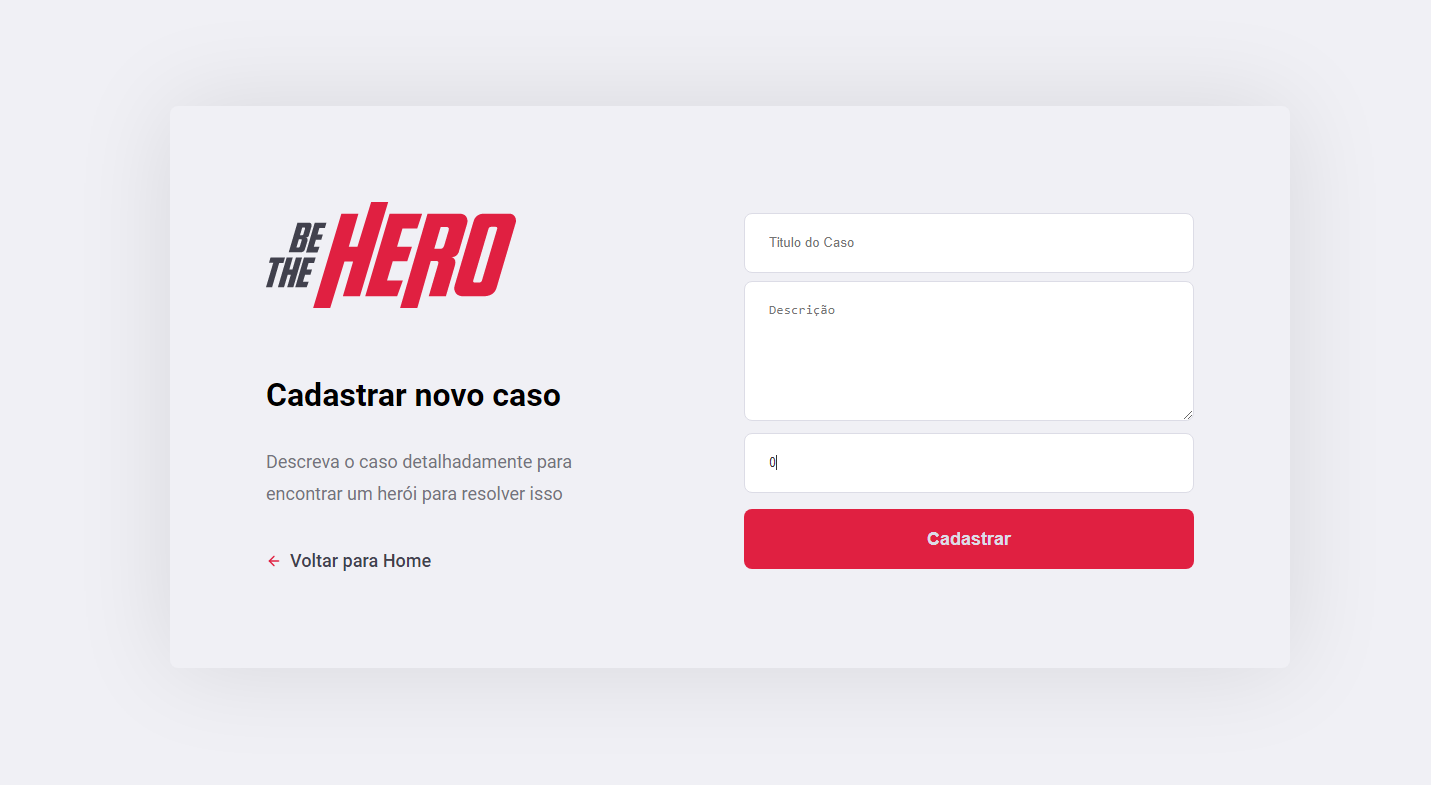 BE
THE
HERO
Cadastrar novo caso
Descreva o caso detalhadamente para
encontrar um herói para resolver isso
Voltar para Home
Titulo do Caso
Descrição
0
Cadastrar